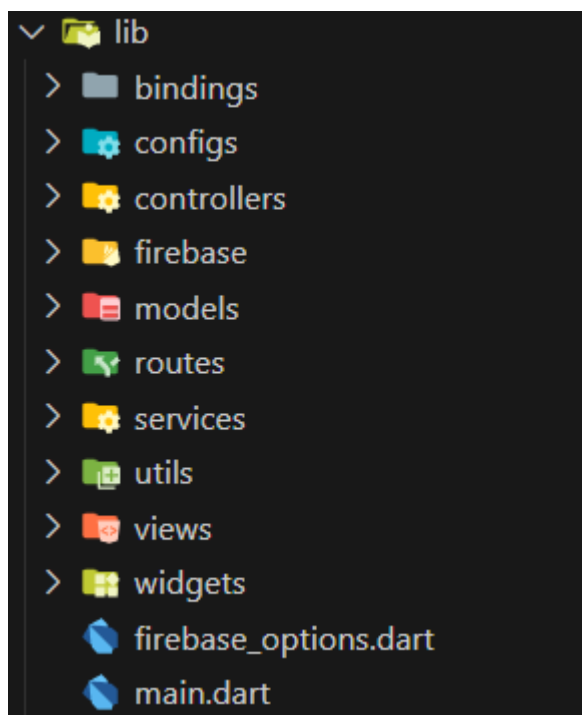 lib
bindings
configs
controllers
firebase
models
routes
services
utils
views
widgets
firebase_options.dart
main.dart